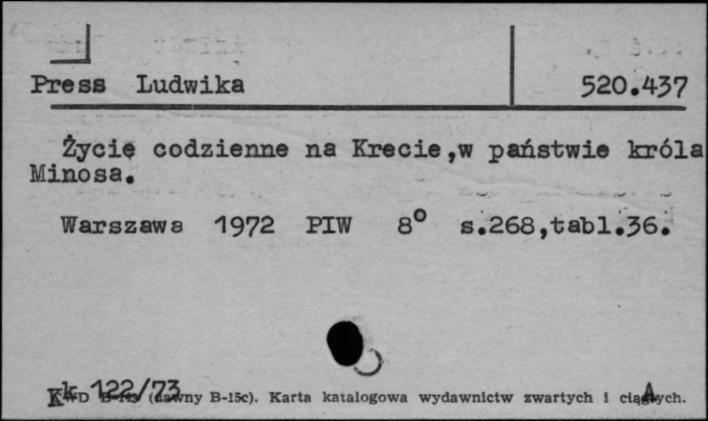 Press Ludwika 520.437
Życie codzienne na Krecie,w państwie króla
Minosa.
Warszawa 1972 PIW 8° s.268,tabl.36.
Kk 122/73 (dawny B-15c). Karta katalogowa wydawnictw zwartych i ciągłych. A